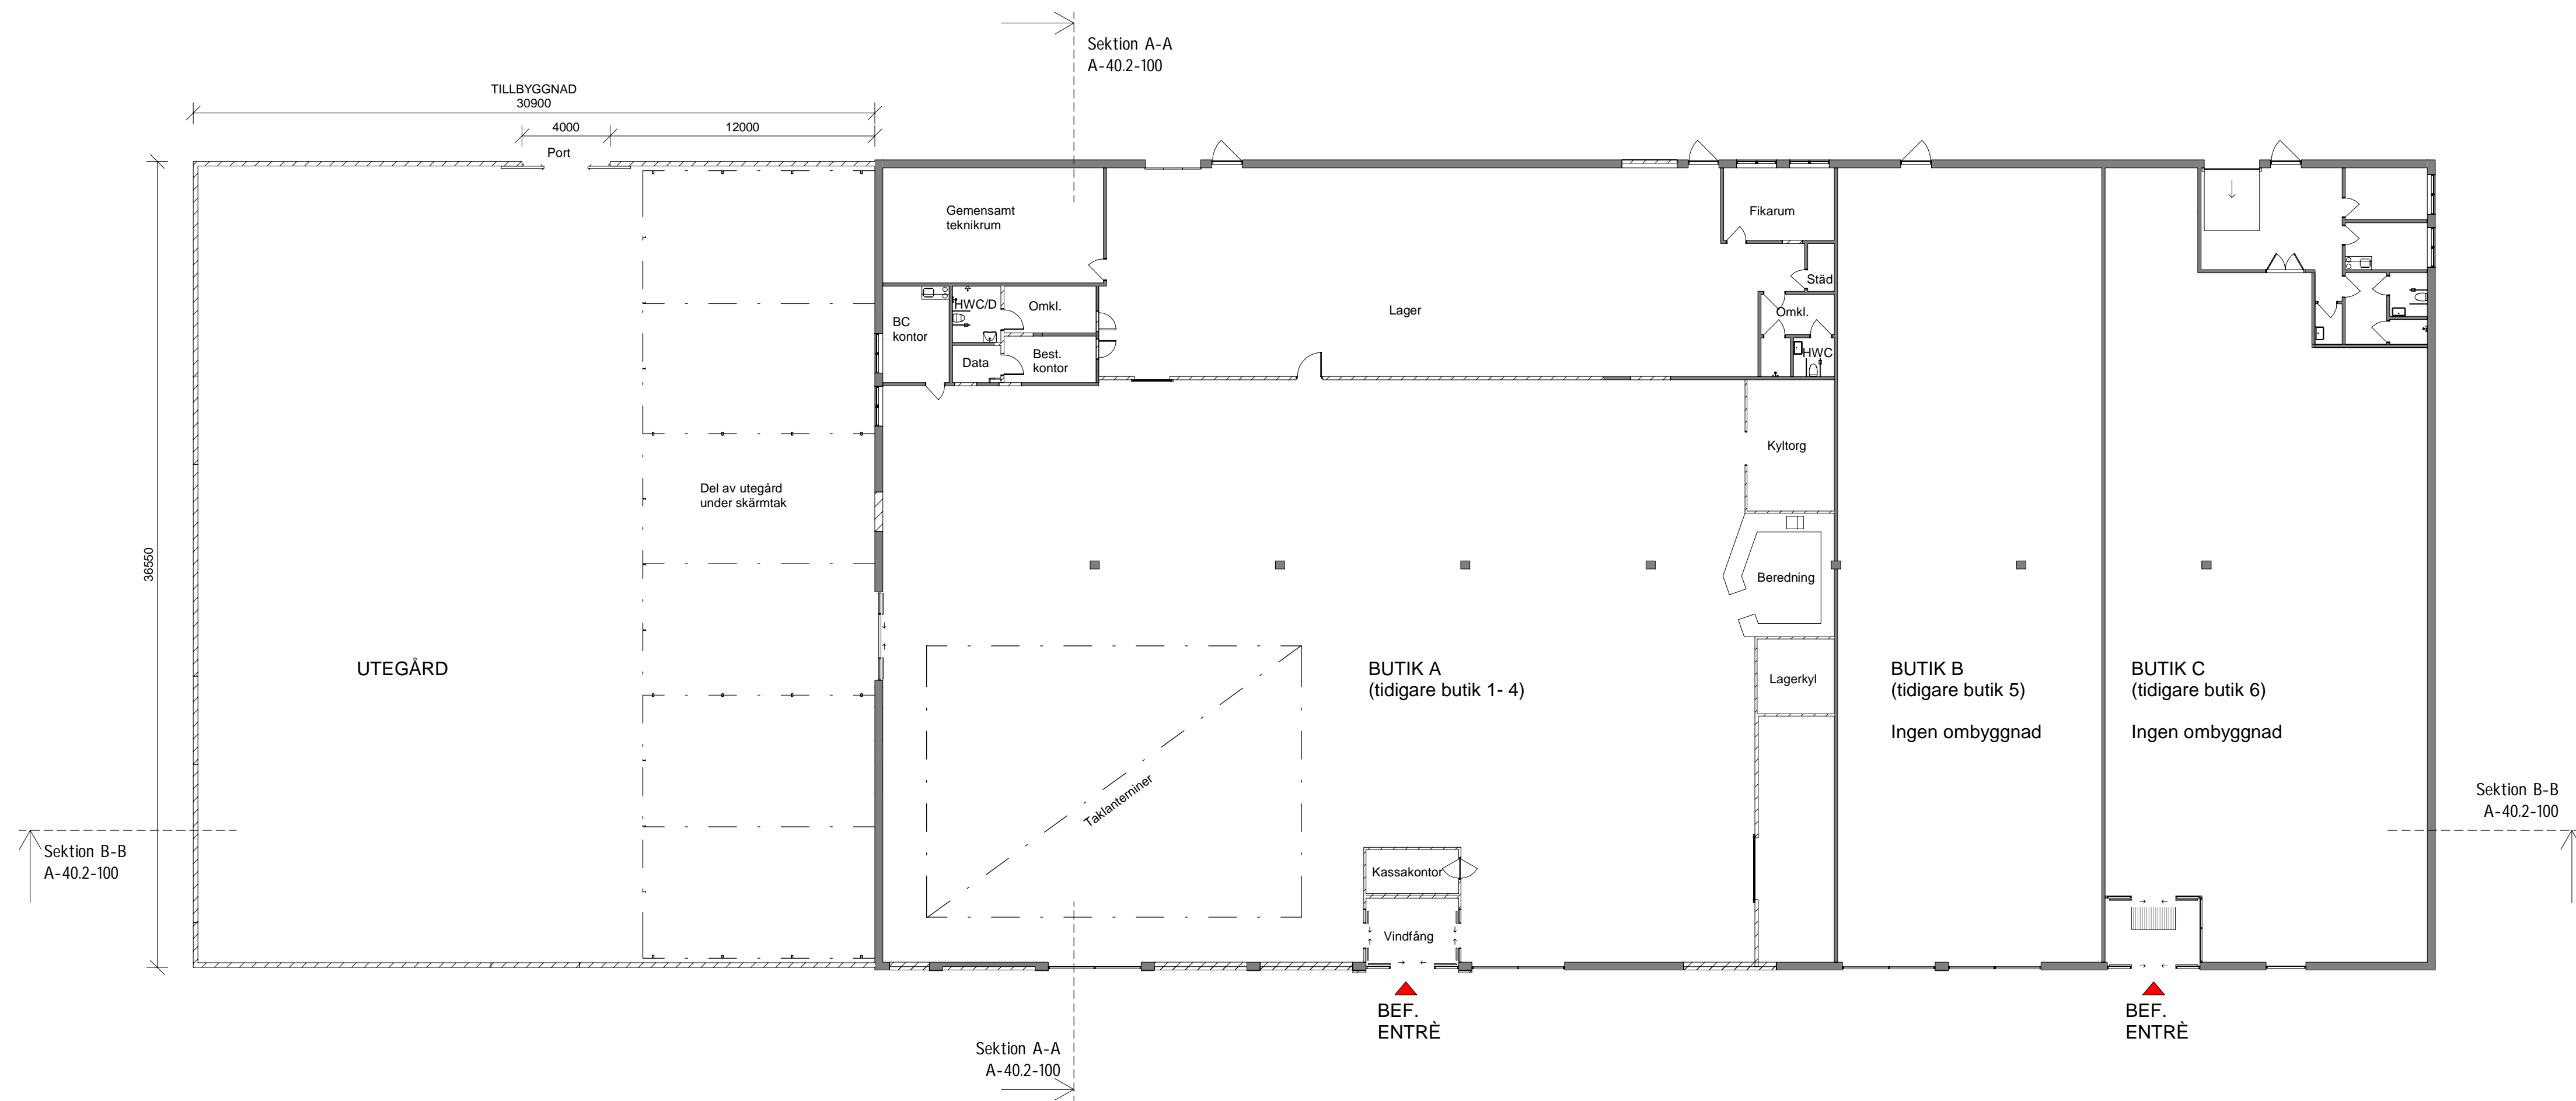 Sektion A-A
A-40.2-100
TILLBYGGNAD
30900
4000
12000
Port
36550
Gemensamt
teknikrum
Fikarum
Städ
BC
kontor
HWC/D
Omkl.
Data
Best.
kontor
Lager
Omkl.
HWC
Kyltorg
Del av utegård
under skärmtak
Beredning
UTEGÅRD
BUTIK A
(tidigare butik 1- 4)
Lagerkyl
BUTIK B
(tidigare butik 5)
Ingen ombyggnad
BUTIK C
(tidigare butik 6)
Ingen ombyggnad
Taklanterniner
Sektion B-B
A-40.2-100
Sektion B-B
A-40.2-100
Kassakontor
Vindfång
BEF.
ENTRÈ
BEF.
ENTRÈ
Sektion A-A
A-40.2-100